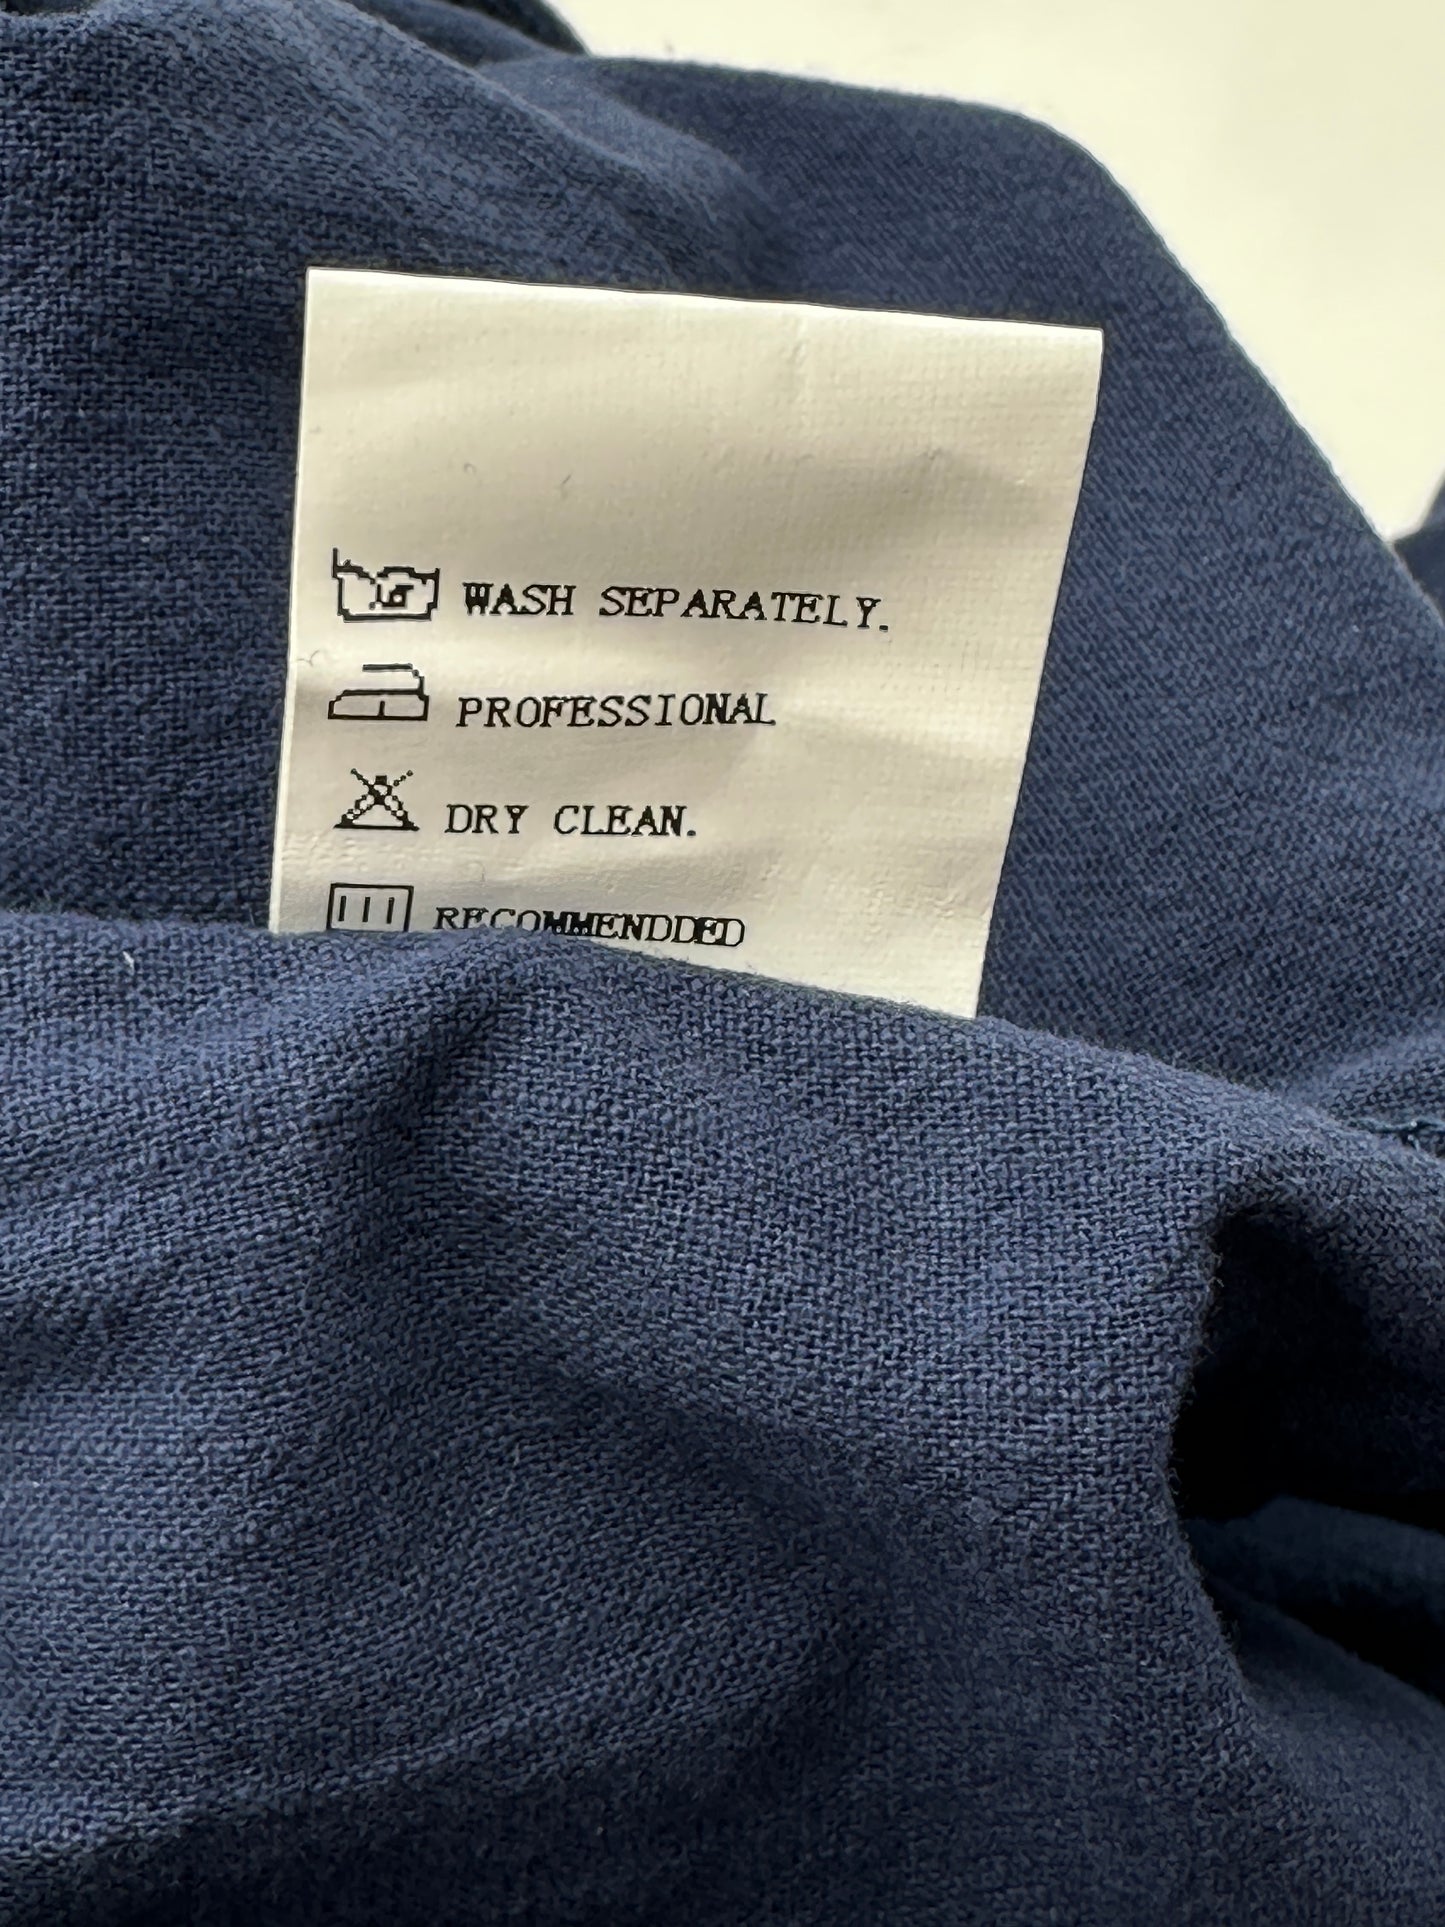 WASH SEPARATELY.
PROFESSIONAL
DRY CLEAN.
RECOMMENDDED